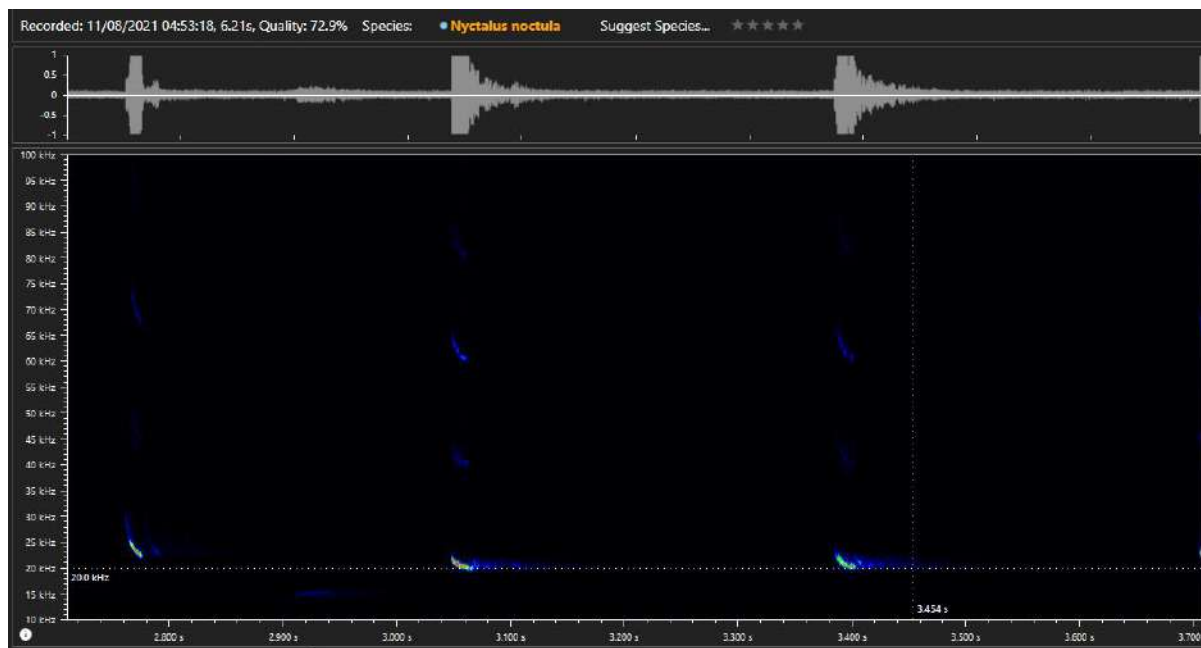 Recorded: 11/08/2021 04:53:18, 6.21s, Quality: 72.9% Species: Nyctalus noctula Suggest Species... ★★★★★
1
0.5
0
-0.5
-1
100 kHz
95 kHz
90 kHz
85 kHz
80 kHz
75 kHz
70 kHz
65 kHz
60 kHz
55 kHz
50 kHz
45 kHz
40 kHz
35 kHz
30 kHz
25 kHz
20 kHz
20.0 kHz
15 kHz
3.454 s
10 kHz
2.800 s 2.900 s 3.000 s 3.100 s 3.200 s 3.300 s 3.400 s 3.500 s 3.600 s 3.700